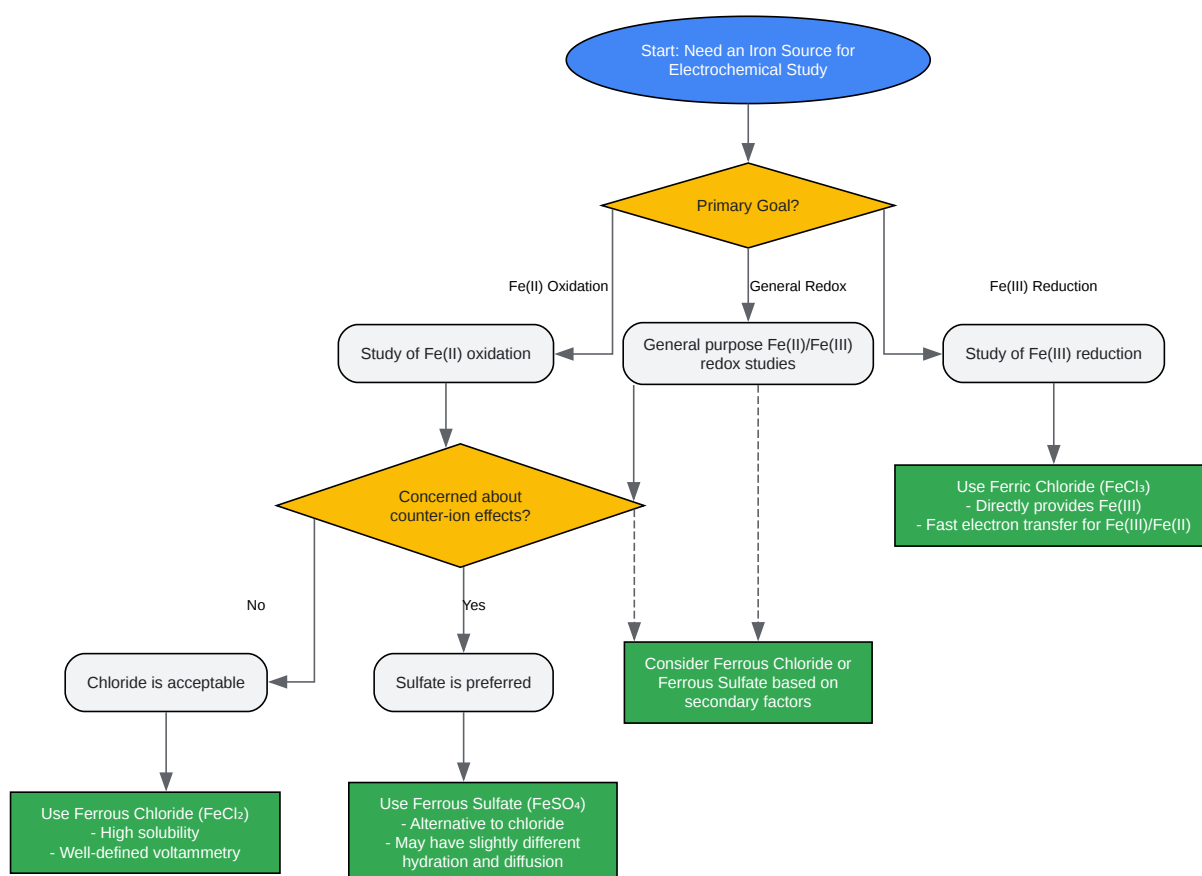 Start: Need an Iron Source for
Electrochemical Study
Primary Goal?
Fe(II) Oxidation
General Redox
Fe(III) Reduction
Study of Fe(II) oxidation
General purpose Fe(II)/Fe(III)
redox studies
Study of Fe(III) reduction
Concerned about
counter-ion effects?
Use Ferric Chloride (FeCl₃)
- Directly provides Fe(III)
- Fast electron transfer for Fe(III)/Fe(II)
No
Yes
Chloride is acceptable
Sulfate is preferred
Consider Ferrous Chloride or
Ferrous Sulfate based on
secondary factors
Use Ferrous Chloride (FeCl₂)
- High solubility
- Well-defined voltammetry
Use Ferrous Sulfate (FeSO₄)
- Alternative to chloride
- May have slightly different
hydration and diffusion